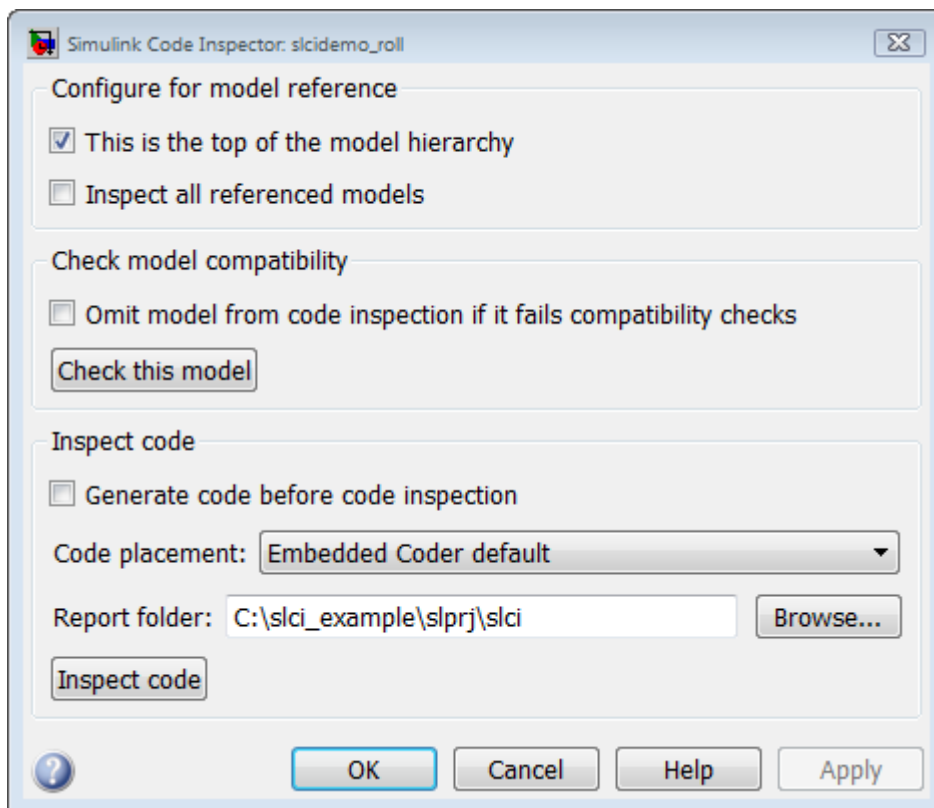 Simulink Code Inspector: slcidemo_roll
Configure for model reference
This is the top of the model hierarchy
Inspect all referenced models
Check model compatibility
Omit model from code inspection if it fails compatibility checks
Check this model
Inspect code
Generate code before code inspection
Code placement: Embedded Coder default
Report folder: C:\slci_example\slprj\slci Browse...
Inspect code
? OK Cancel Help Apply